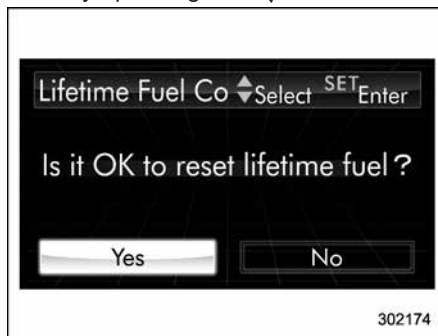 Lifetime Fuel Co Select SET Enter
Is it OK to reset lifetime fuel?
Yes No
302174